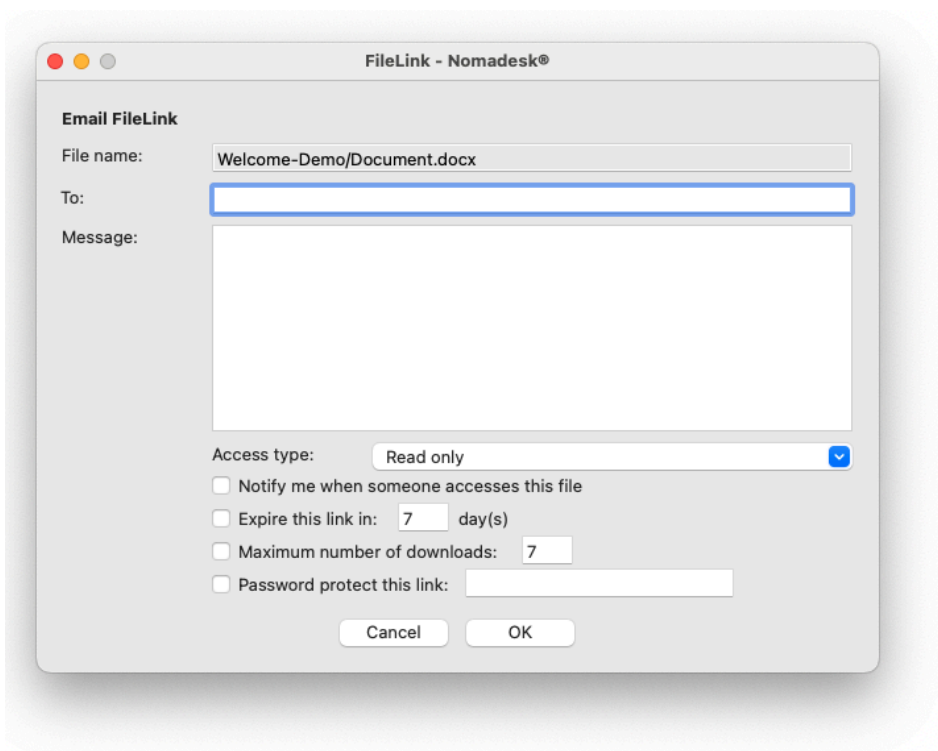 FileLink - Nomadesk®
Email FileLink
File name: Welcome-Demo/Document.docx
To:
Message:
Access type: Read only
Notify me when someone accesses this file
Expire this link in: 7 day(s)
Maximum number of downloads: 7
Password protect this link:
Cancel OK